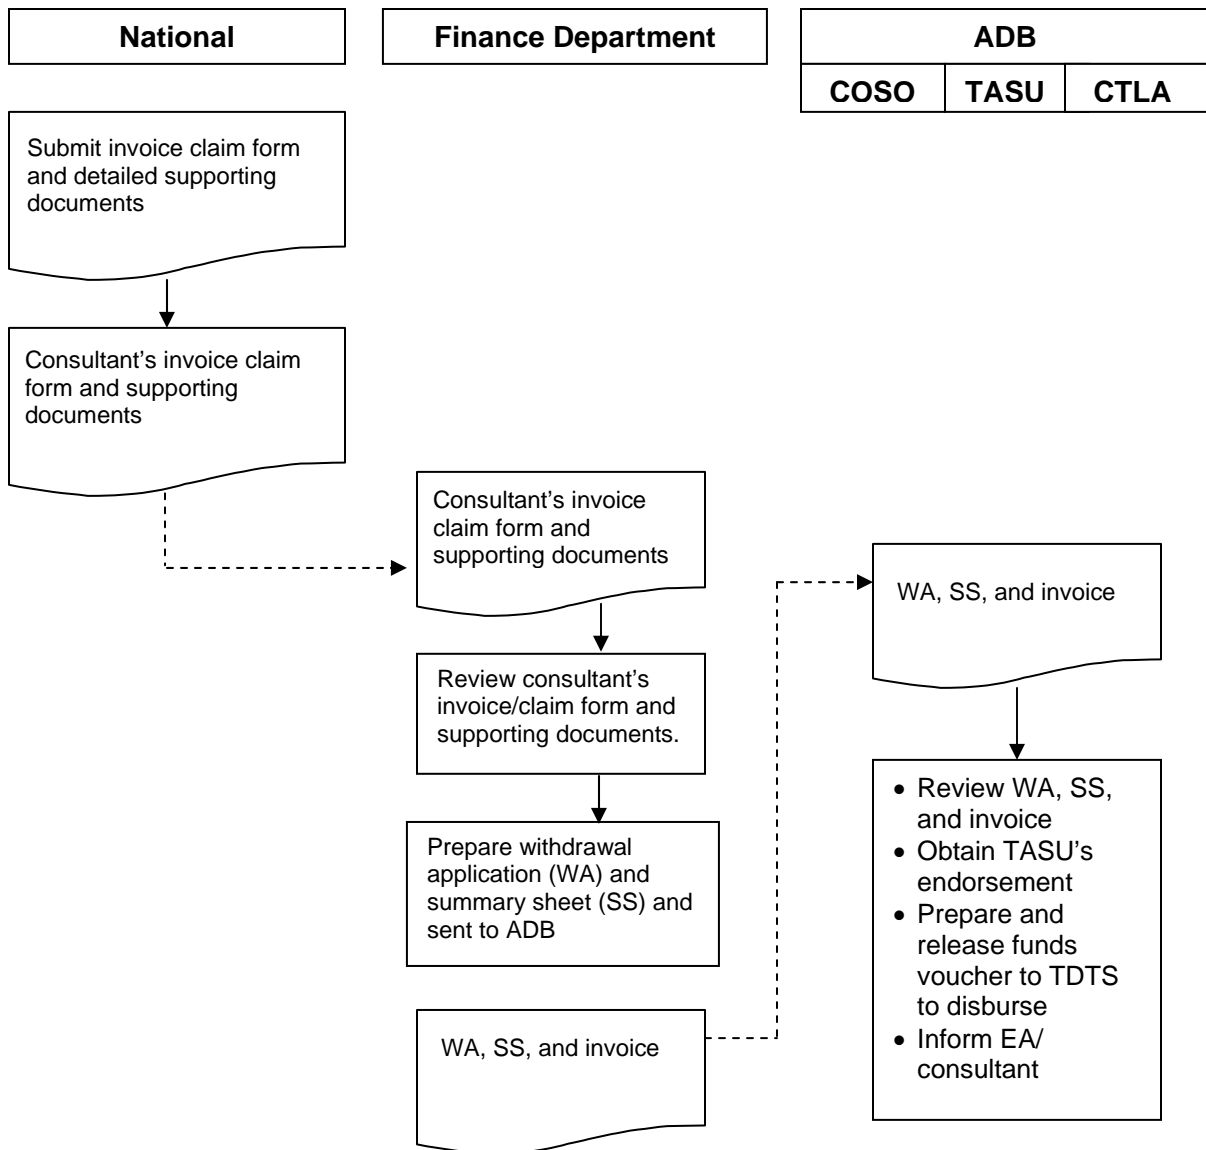 National
Finance Department
ADB
COSO
TASU
CTLA
Submit invoice claim form
and detailed supporting
documents
Consultant’s invoice claim
form and supporting
documents
Consultant’s invoice
claim form and
supporting documents
Review consultant’s
invoice/claim form and
supporting documents.
Prepare withdrawal
application (WA) and
summary sheet (SS) and
sent to ADB
WA, SS, and invoice
WA, SS, and invoice
• Review WA, SS,
and invoice
• Obtain TASU’s
endorsement
• Prepare and
release funds
voucher to TDTS
to disburse
• Inform EA/
consultant